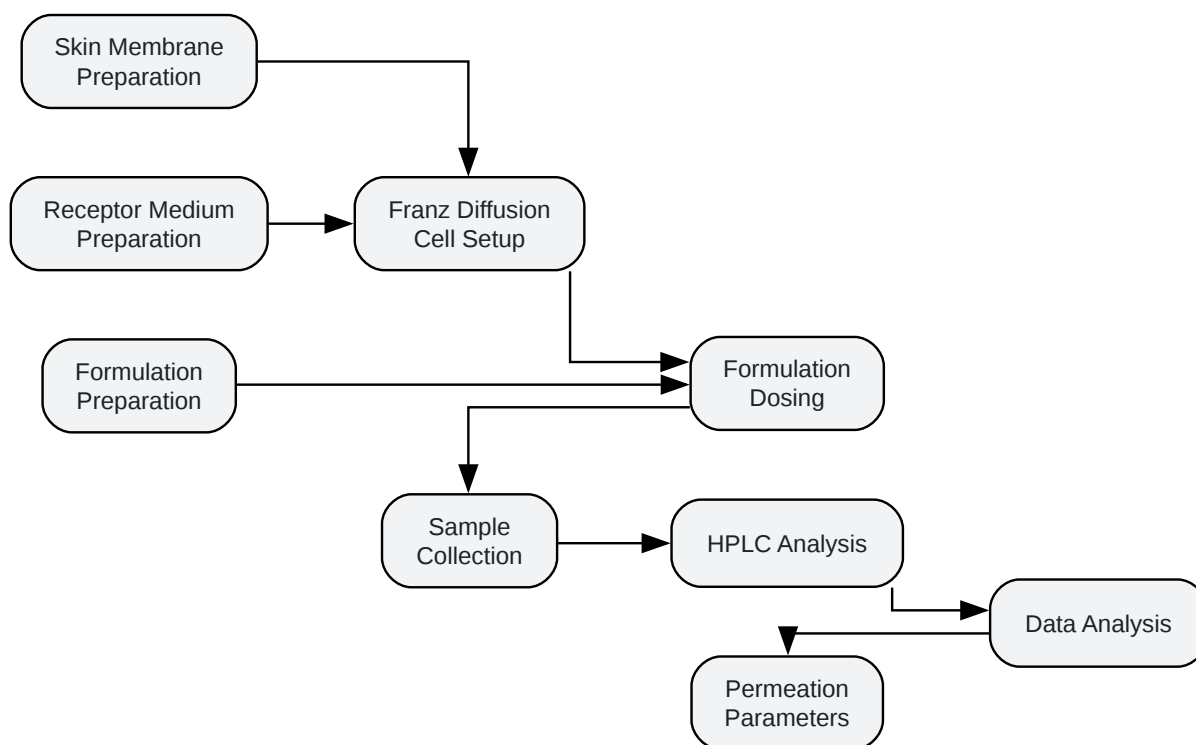 Skin Membrane
Preparation
Receptor Medium
Preparation
Franz Diffusion
Cell Setup
Formulation
Preparation
Formulation
Dosing
Sample
Collection
HPLC Analysis
Data Analysis
Permeation
Parameters